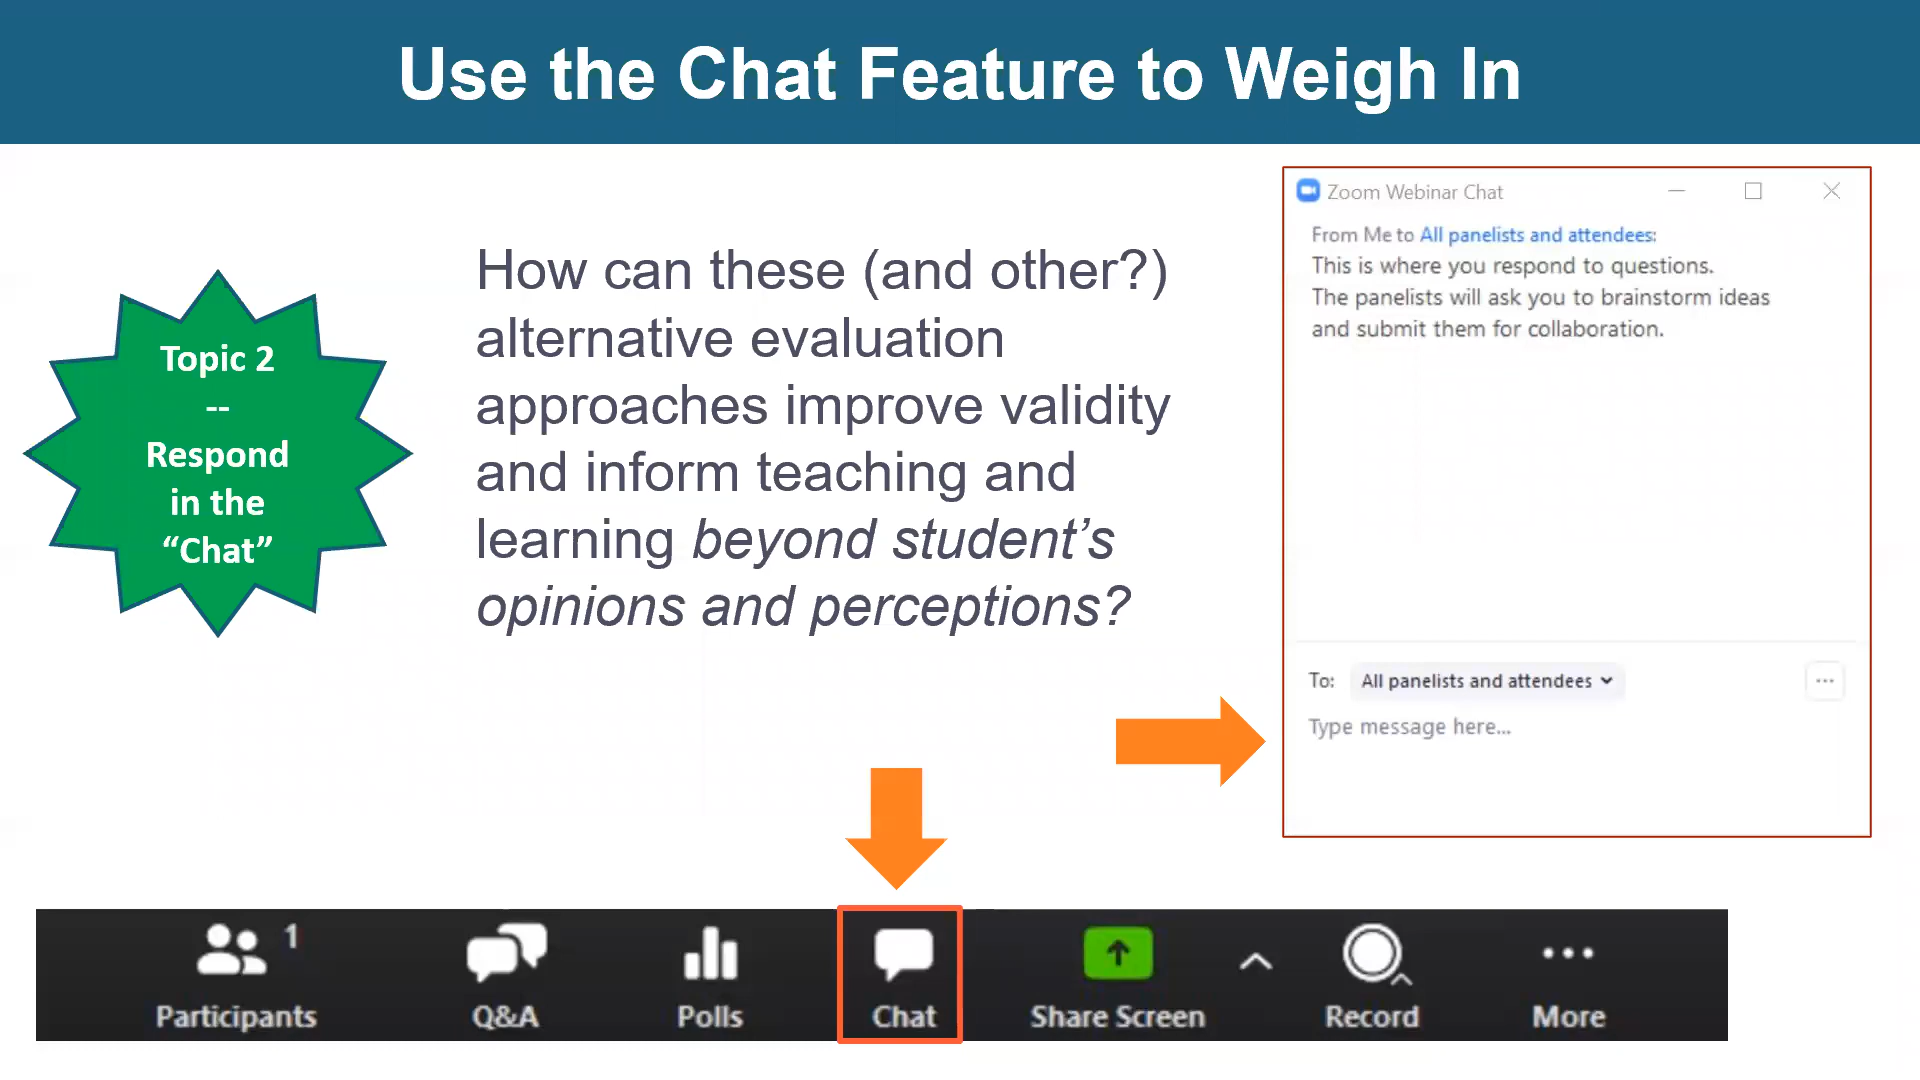 Use the Chat Feature to Weigh In
Topic 2
--
Respond
in the
“Chat”
How can these (and other?)
alternative evaluation
approaches improve validity
and inform teaching and
learning beyond student’s
opinions and perceptions?
Zoom Webinar Chat
From Me to All panelists and attendees:
This is where you respond to questions.
The panelists will ask you to brainstorm ideas
and submit them for collaboration.
To: All panelists and attendees
Type message here...
1
Participants
Q&A
Polls
Chat
Share Screen
Record
More